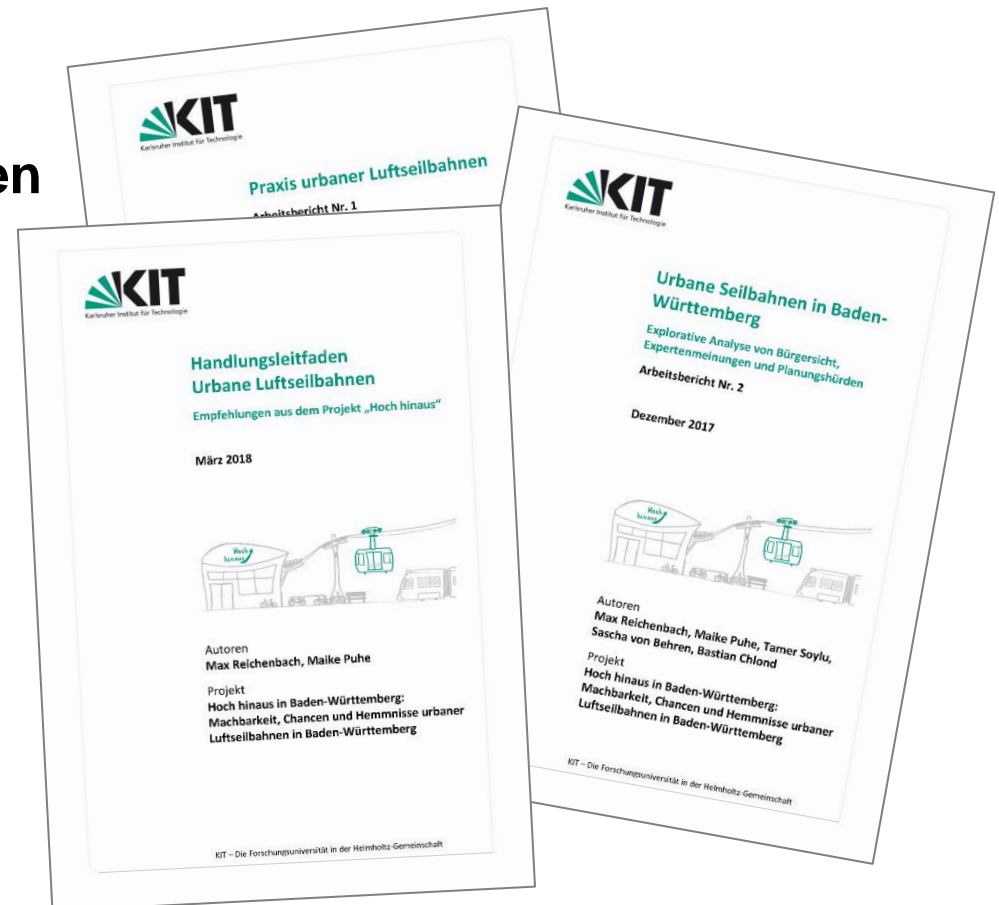 en
KIT
Karlsruher Institut für Technologie
Praxis urbaner Luftseilbahnen
Arbeitsbericht Nr. 1
KIT
Karlsruher Institut für Technologie
Handlungsleitfaden
Urbane Luftseilbahnen
Empfehlungen aus dem Projekt „Hoch hinaus“
März 2018
Hoch
hinaus
Autoren
Max Reichenbach, Maike Puhe
Projekt
Hoch hinaus in Baden-Württemberg:
Machbarkeit, Chancen und Hemmnisse urbaner
Luftseilbahnen in Baden-Württemberg
KIT – Die Forschungsuniversität in der Helmholtz-Gemeinschaft
KIT
Karlsruher Institut für Technologie
Urbane Seilbahnen in Baden-
Württemberg
Explorative Analyse von Bürgersicht,
Expertenmeinungen und Planungshürden
Arbeitsbericht Nr. 2
Dezember 2017
Hoch
hinaus
Autoren
Max Reichenbach, Maike Puhe, Tamer Soylu,
Sascha von Behren, Bastian Chlond
Projekt
Hoch hinaus in Baden-Württemberg:
Machbarkeit, Chancen und Hemmnisse urbaner
Luftseilbahnen in Baden-Württemberg
KIT – Die Forschungsuniversität in der Helmholtz-Gemeinschaft